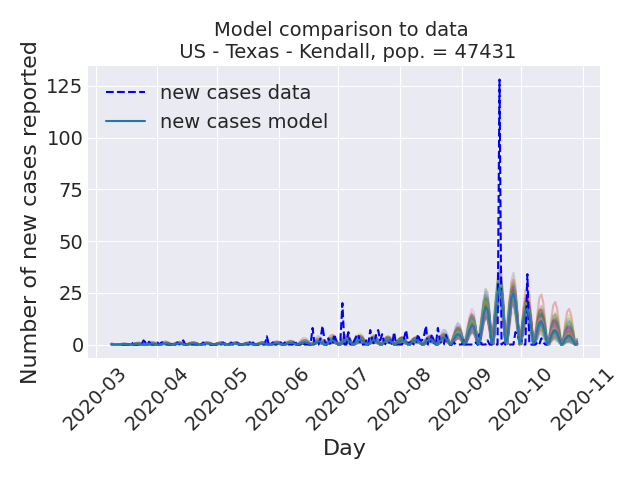 Model comparison to data
US - Texas - Kendall, pop. = 47431
Number of new cases reported
125
100
75
50
25
0
new cases data
new cases model
2020-03
2020-04
2020-05
2020-06
2020-07
2020-08
2020-09
2020-10
2020-11
Day